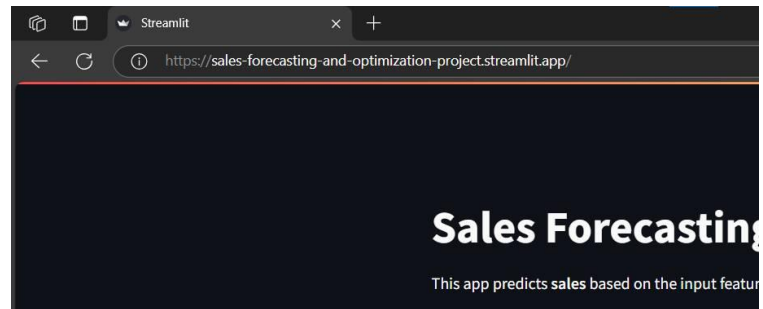 Streamlit
https://sales-forecasting-and-optimization-project.streamlit.app/
Sales Forecasting
This app predicts sales based on the input featur